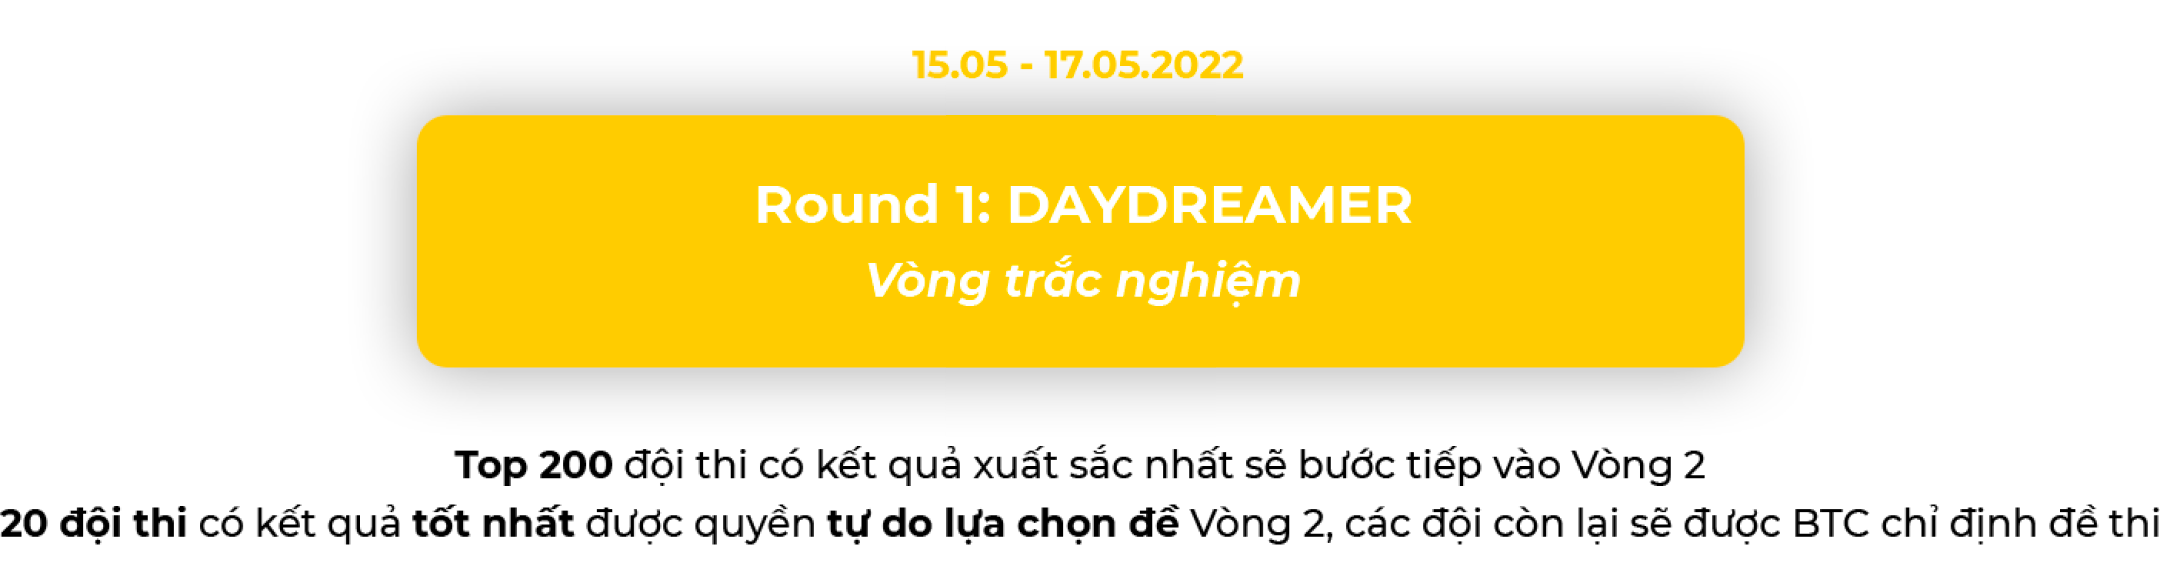 15.05 - 17.05.2022
Round 1: DAYDREAMER
Vòng trắc nghiệm
Top 200 đội thi có kết quả xuất sắc nhất sẽ bước tiếp vào Vòng 2
20 đội thi có kết quả tốt nhất được quyền tự do lựa chọn đề Vòng 2, các đội còn lại sẽ được BTC chỉ định đề thi